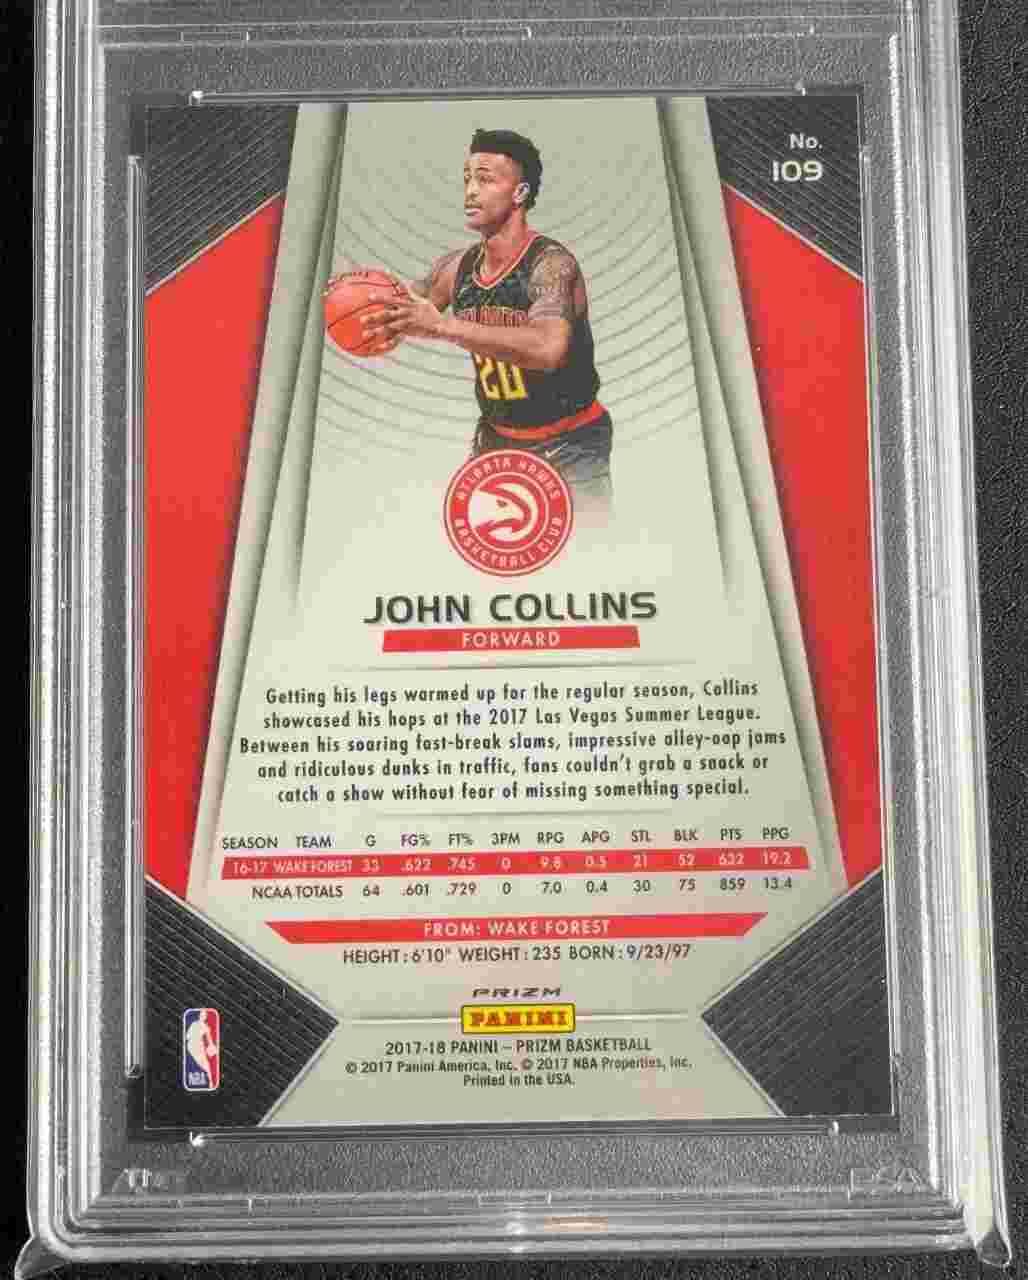 No.
109
20
ATLANTA HAWKS
BASKETBALL CLUB
JOHN COLLINS
FORWARD
Getting his legs warmed up for the regular season, Collins
showcased his hops at the 2017 Las Vegas Summer League.
Between his soaring fast-break slams, impressive alley-oop jams
and ridiculous dunks in traffic, fans couldn't grab a snack or
catch a show without fear of missing something special.
SEASON TEAM G FG% FT% 3PM RPG APG STL BLK PTS PPG
16-17 WAKE FOREST 33 .622 .745 0 9.8 0.5 21 52 632 19.2
NCAA TOTALS 64 .601 .729 0 7.0 0.4 30 75 859 13.4
FROM: WAKE FOREST
HEIGHT: 6'10" WEIGHT: 235 BORN: 9/23/97
PRIZM
PANINI
NBA
2017-18 PANINI – PRIZM BASKETBALL
© 2017 Panini America, Inc. © 2017 NBA Properties, Inc.
Printed in the USA.
PSA